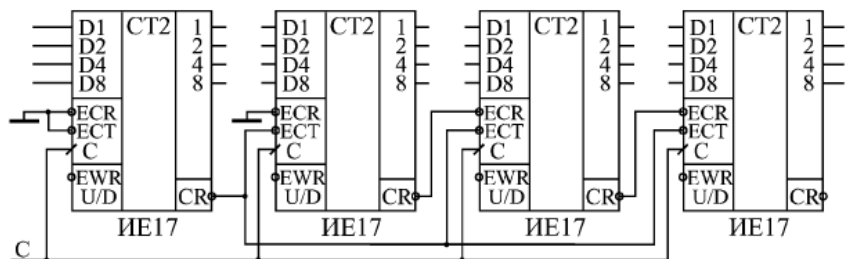 D1 CT2 1 D1 CT2 1 D1 CT2 1 D1 CT2 1
D2 2 D2 2 D2 2 D2 2
D4 4 D4 4 D4 4 D4 4
D8 8 D8 8 D8 8 D8 8
ECR ECR ECR ECR
ECT ECT ECT ECT
C C C C
EWR EWR EWR EWR
U/D CR U/D CR U/D CR U/D CR
ИЕ17 ИЕ17 ИЕ17 ИЕ17
C